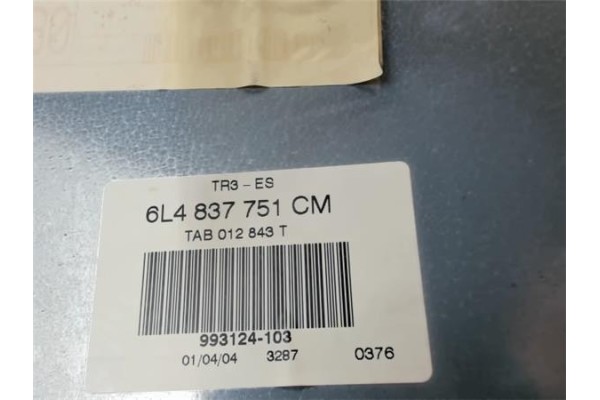 TR3 - ES
6L4 837 751 CM
TAB 012 843 T
993124-103
01/04/04 3287 0376